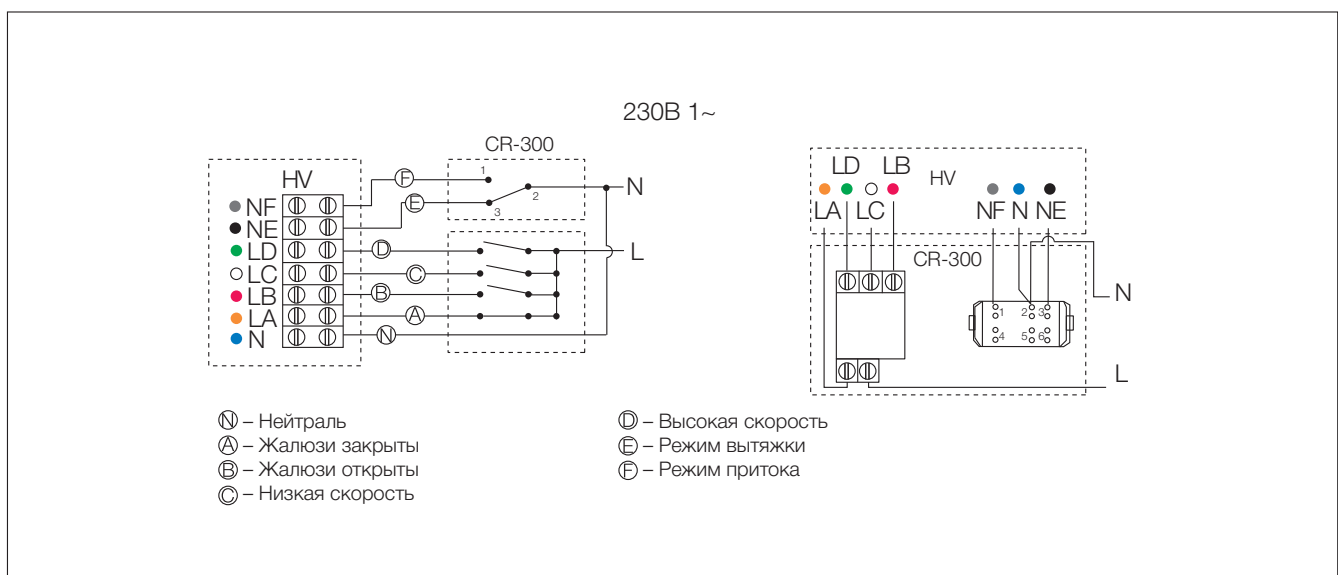 230В 1~
CR-300
HV
NF
NE
LD
LC
LB
LA
N
F
E
D
C
B
A
N
1
2
3
N
L
LD LB
HV
LA LC NF N NE
CR-300
1 2 3
4 5 6
N
L
N – Нейтраль
A – Жалюзи закрыты
B – Жалюзи открыты
C – Низкая скорость
D – Высокая скорость
E – Режим вытяжки
F – Режим притока